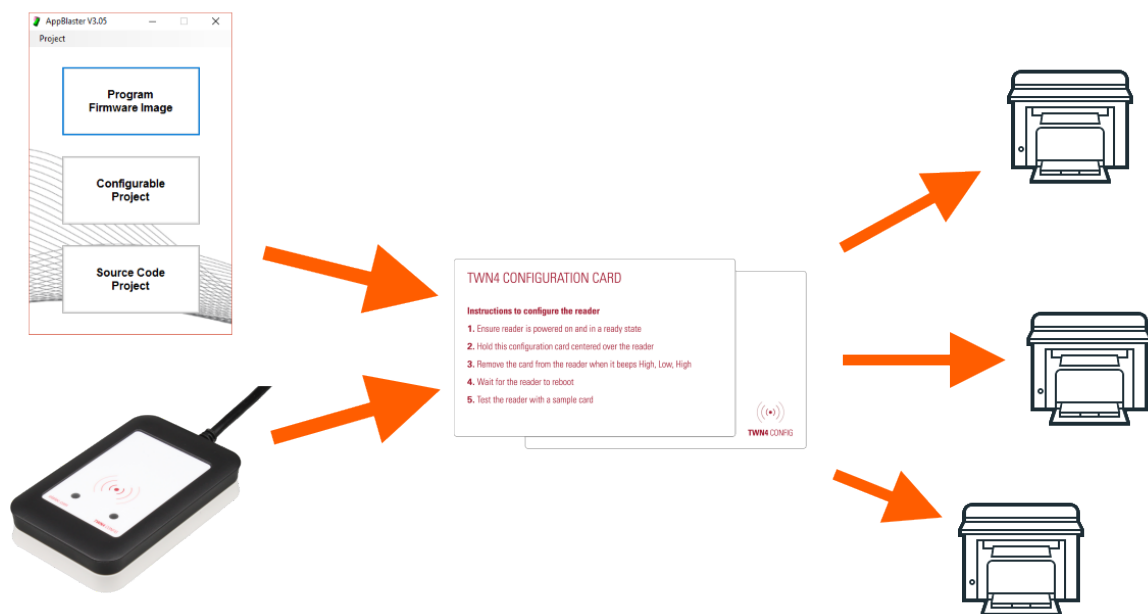 AppBlaster V3.05
Project
Program
Firmware Image
Configurable
Project
Source Code
Project
TWN4 CONFIGURATION CARD
Instructions to configure the reader
1. Ensure reader is powered on and in a ready state
2. Hold this configuration card centered over the reader
3. Remove the card from the reader when it beeps High, Low, High
4. Wait for the reader to reboot
5. Test the reader with a sample card
TWN4 CONFIG
TWN4 CONFIG